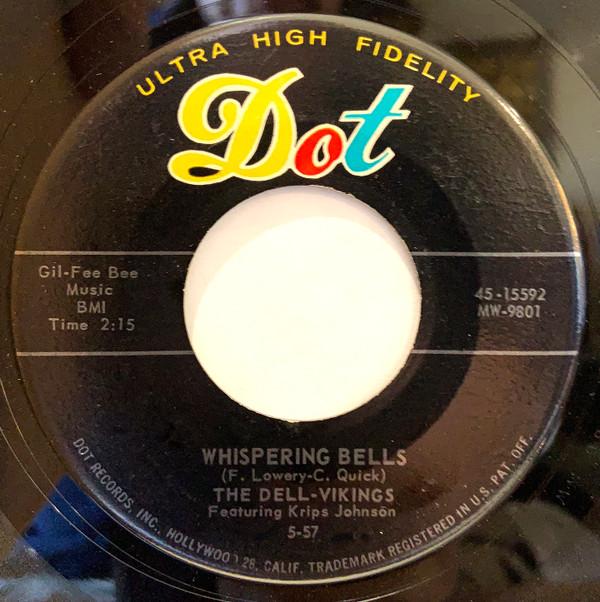 ULTRA HIGH FIDELITY
Dot
Gil-Fee Bee
Music
BMI
Time 2:15
45-15592
MW-9801
WHISPERING BELLS
(F. Lowery-C. Quick)
THE DELL-VIKINGS
Featuring Krips Johnson
5-57
DOT RECORDS, INC., HOLLYWOOD 28, CALIF. TRADEMARK REGISTERED IN U.S. PAT. OFF.